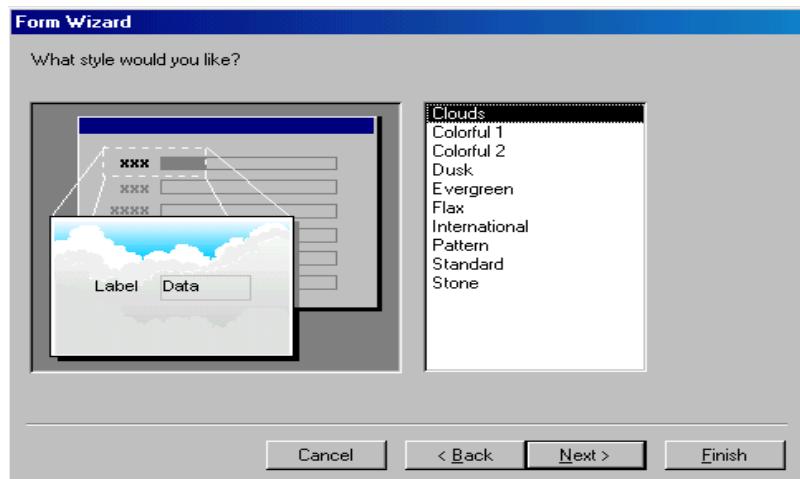 Form Wizard
What style would you like?
xxx
xxx
xxxx
Label Data
Clouds
Colorful 1
Colorful 2
Dusk
Evergreen
Flax
International
Pattern
Standard
Stone
Cancel < Back Next > Finish